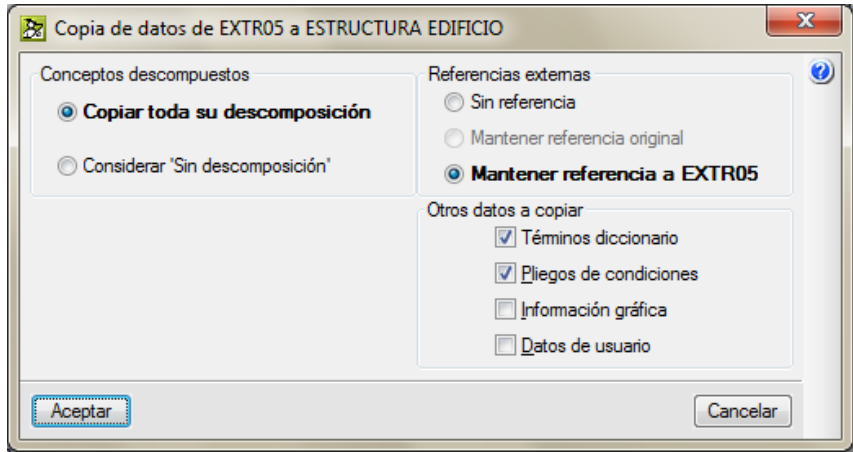 Copia de datos de EXTR05 a ESTRUCTURA EDIFICIO
Conceptos descompuestos
Copiar toda su descomposición
Considerar "Sin descomposición"
Referencias externas
Sin referencia
Mantener referencia original
Mantener referencia a EXTR05
Otros datos a copiar
Términos diccionario
Pliegos de condiciones
Información gráfica
Datos de usuario
Aceptar
Cancelar